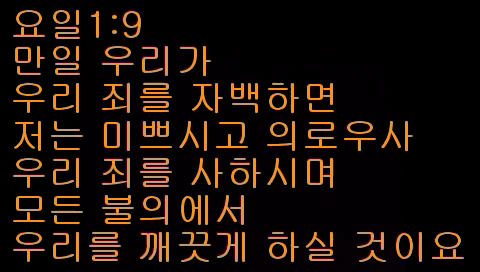 요일1:9
만일 우리가
우리 죄를 자백하면
저는 미쁘시고 의로우사
우리 죄를 사하시며
모든 불의에서
우리를 깨끗게 하실 것이요